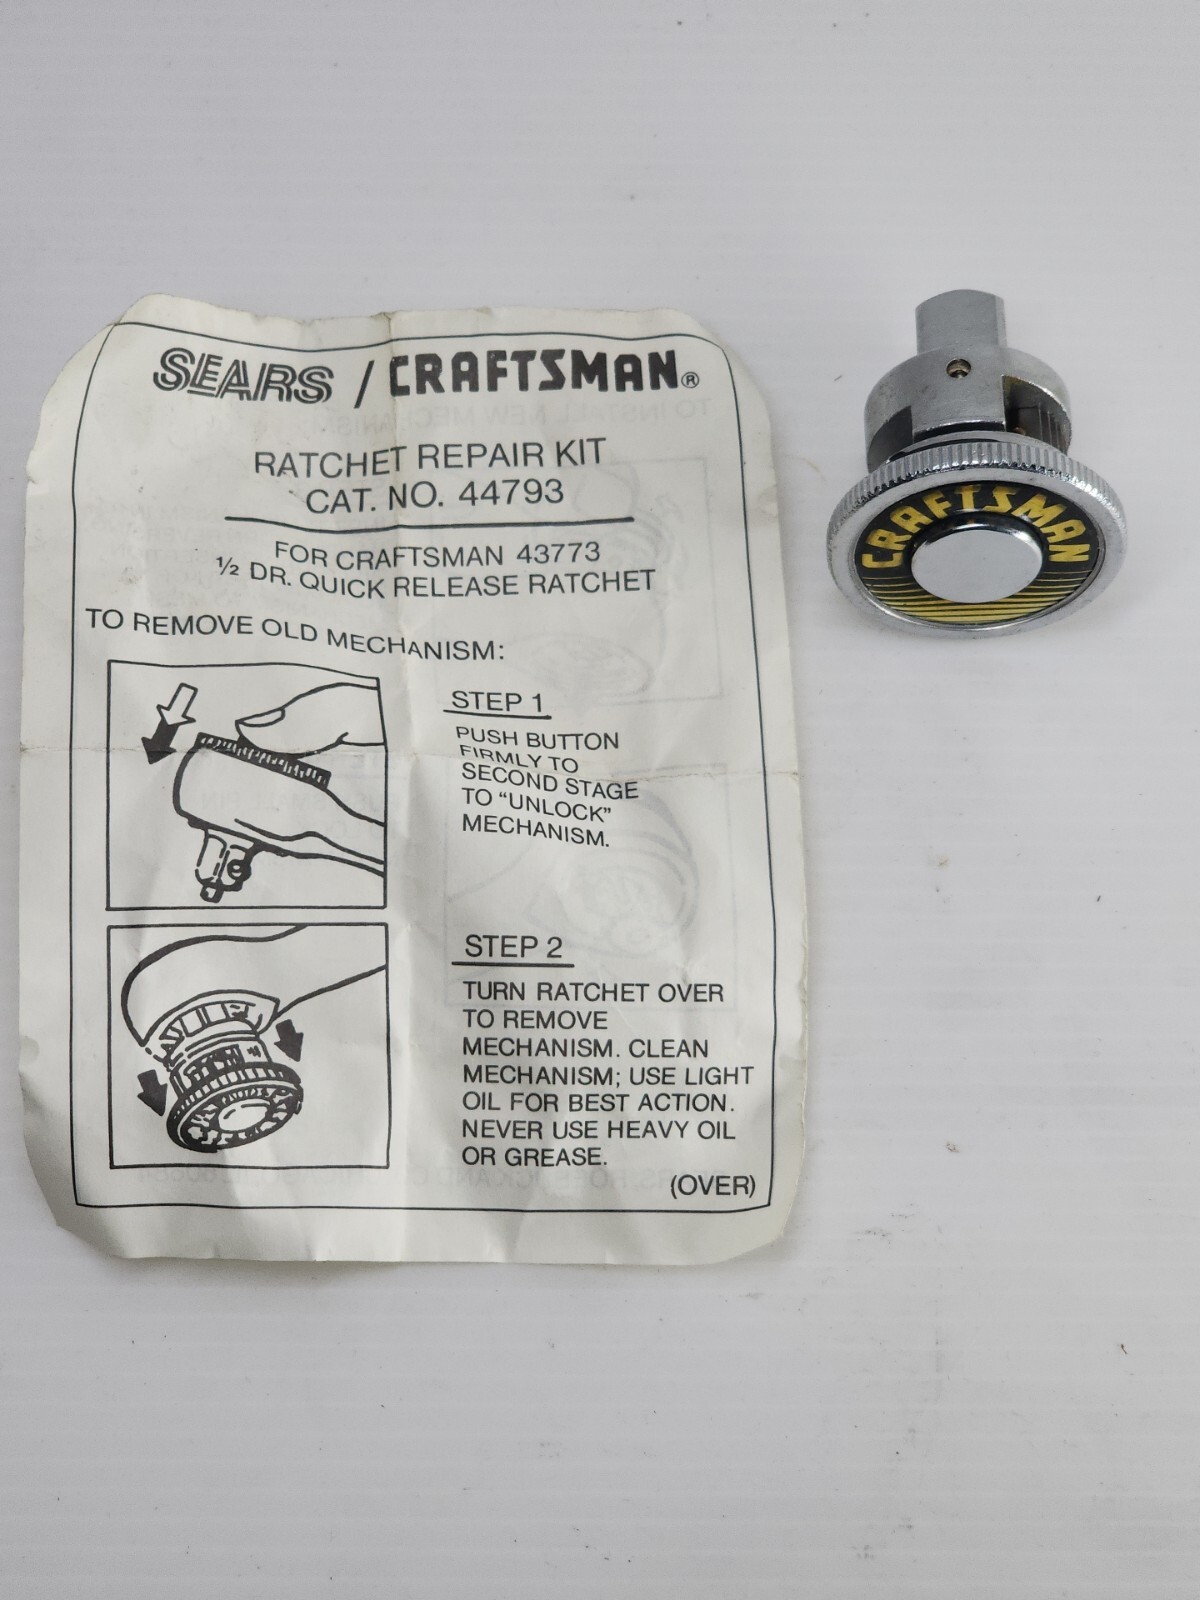 SEARS / CRAFTSMAN®
RATCHET REPAIR KIT
CAT. NO. 44793
FOR CRAFTSMAN 43773
½ DR. QUICK RELEASE RATCHET
TO REMOVE OLD MECHANISM:
STEP 1
PUSH BUTTON
FIRMLY TO
SECOND STAGE
TO “UNLOCK”
MECHANISM.
STEP 2
TURN RATCHET OVER
TO REMOVE
MECHANISM. CLEAN
MECHANISM; USE LIGHT
OIL FOR BEST ACTION.
NEVER USE HEAVY OIL
OR GREASE.
(OVER)
CRAFTSMAN